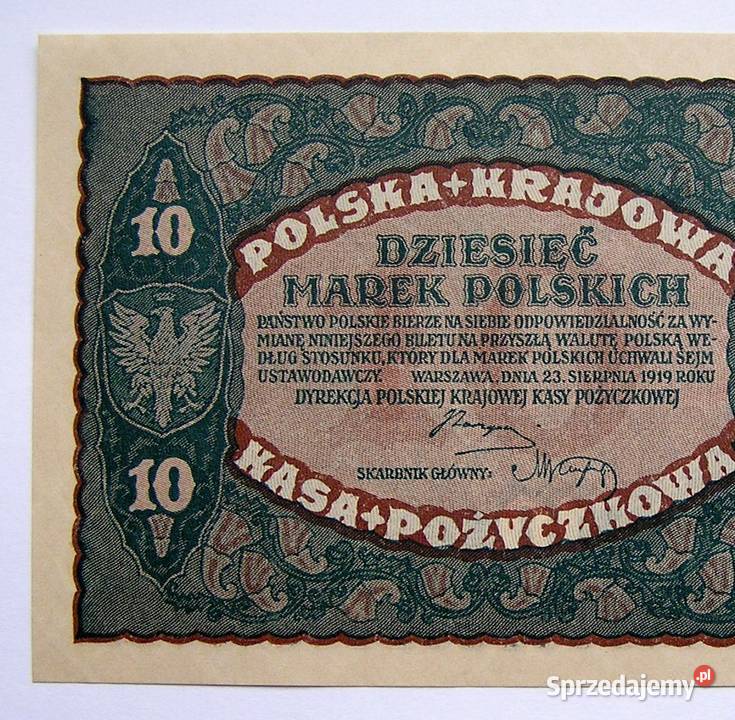 POLSKA+KRAJOWA
10
DZIESIĘĆ
MAREK POLSKICH
PAŃSTWO POLSKIE BIERZE NA SIEBIE ODPOWIEDZIALNOŚĆ ZA WY-
MIANĘ NINIEJSZEGO BILETU NA PRZYSZŁĄ WALUTĘ POLSKĄ WE-
DŁUG STOSUNKU, KTÓRY DLA MAREK POLSKICH UCHWALI SEJM
USTAWODAWCZY. WARSZAWA, DNIA 23. SIERPNIA 1919 ROKU
DYREKCJA POLSKIEJ KRAJOWEJ KASY POŻYCZKOWEJ
SKARBNIK GŁÓWNY:
10
KASA+POŻYCZKOWA
Sprzedajemy.pl